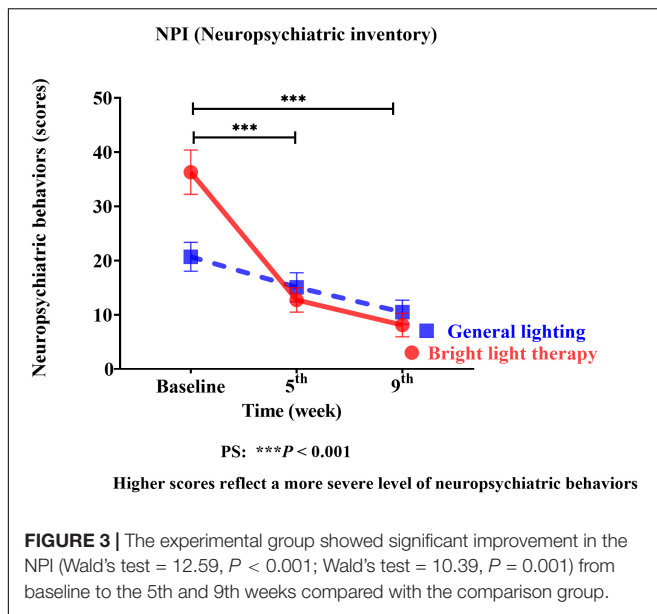 NPI (Neuropsychiatric inventory)
Neuropsychiatric behaviors (scores)
50
40
30
20
10
0
***
***
Baseline
5th
9th
Time (week)
General lighting
Bright light therapy
PS: ***P < 0.001
Higher scores reflect a more severe level of neuropsychiatric behaviors
FIGURE 3 | The experimental group showed significant improvement in the
NPI (Wald's test = 12.59, P < 0.001; Wald's test = 10.39, P = 0.001) from
baseline to the 5th and 9th weeks compared with the comparison group.